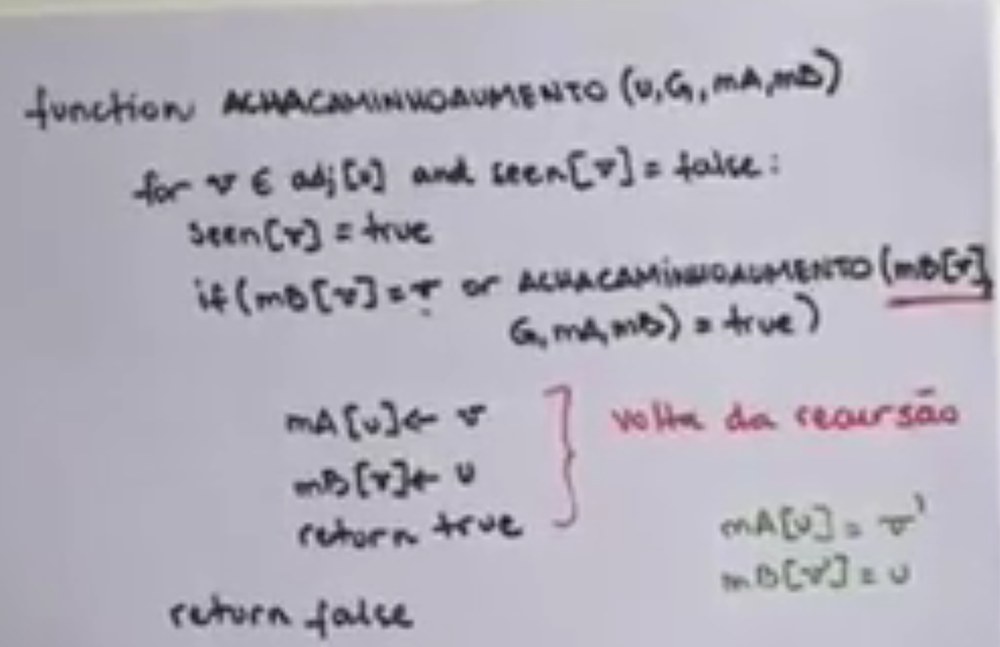 function ACHACAMINHOAUMENTO (u,G,mA,mB)
for v ∈ adj[u] and seen[v] = false:
seen[v] = true
if (mB[v] = v or ACHACAMINHOAUMENTO (mB[v],
G, mA, mB) = true)
mA[u] ← v
mB[v] ← u
return true
volta da recursão
mA[u] = v'
mB[v'] = u
return false